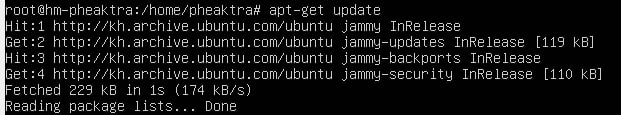 root@hm-pheaktra:/home/pheaktra# apt-get update
Hit:1 http://kh.archive.ubuntu.com/ubuntu jammy InRelease
Get:2 http://kh.archive.ubuntu.com/ubuntu jammy-updates InRelease [119 kB]
Hit:3 http://kh.archive.ubuntu.com/ubuntu jammy-backports InRelease
Get:4 http://kh.archive.ubuntu.com/ubuntu jammy-security InRelease [110 kB]
Fetched 229 kB in 1s (174 kB/s)
Reading package lists... Done